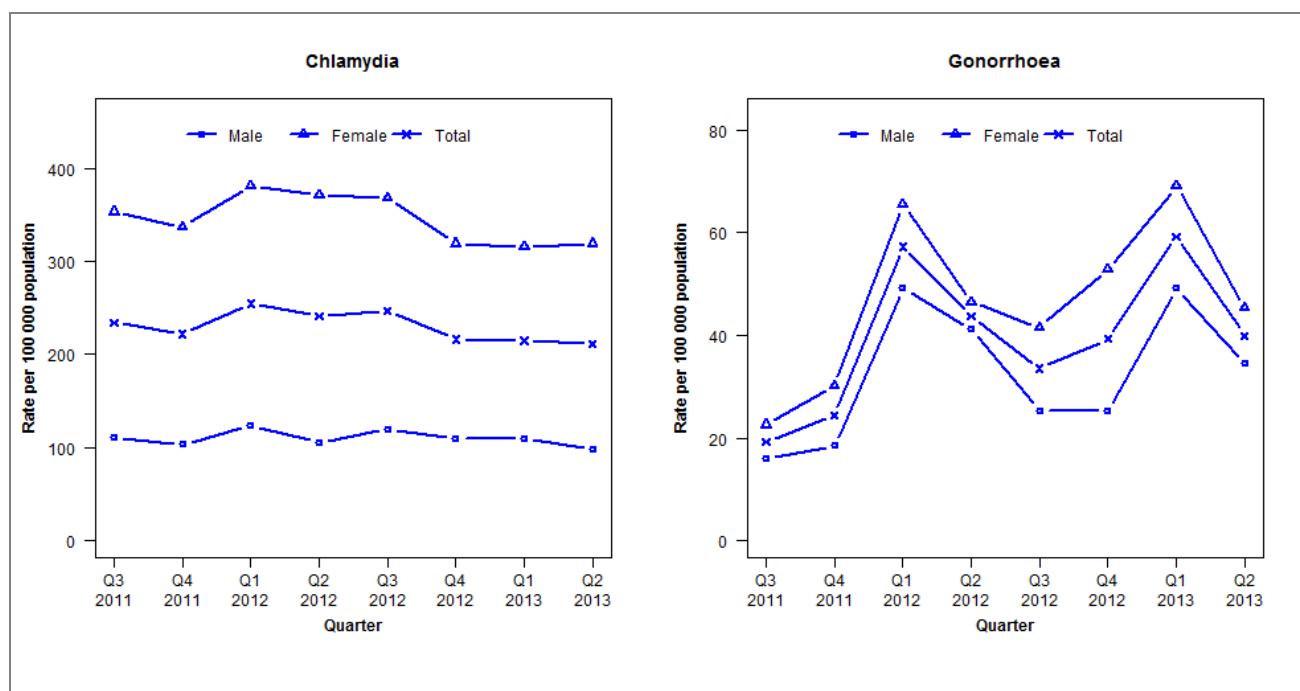 Chlamydia
Male Female Total
Rate per 100 000 population
400
300
200
100
0
Q3 Q4 Q1 Q2 Q3 Q4 Q1 Q2
2011 2011 2012 2012 2012 2012 2013 2013
Quarter
Gonorrhoea
Male Female Total
Rate per 100 000 population
80
60
40
20
0
Q3 Q4 Q1 Q2 Q3 Q4 Q1 Q2
2011 2011 2012 2012 2012 2012 2013 2013
Quarter